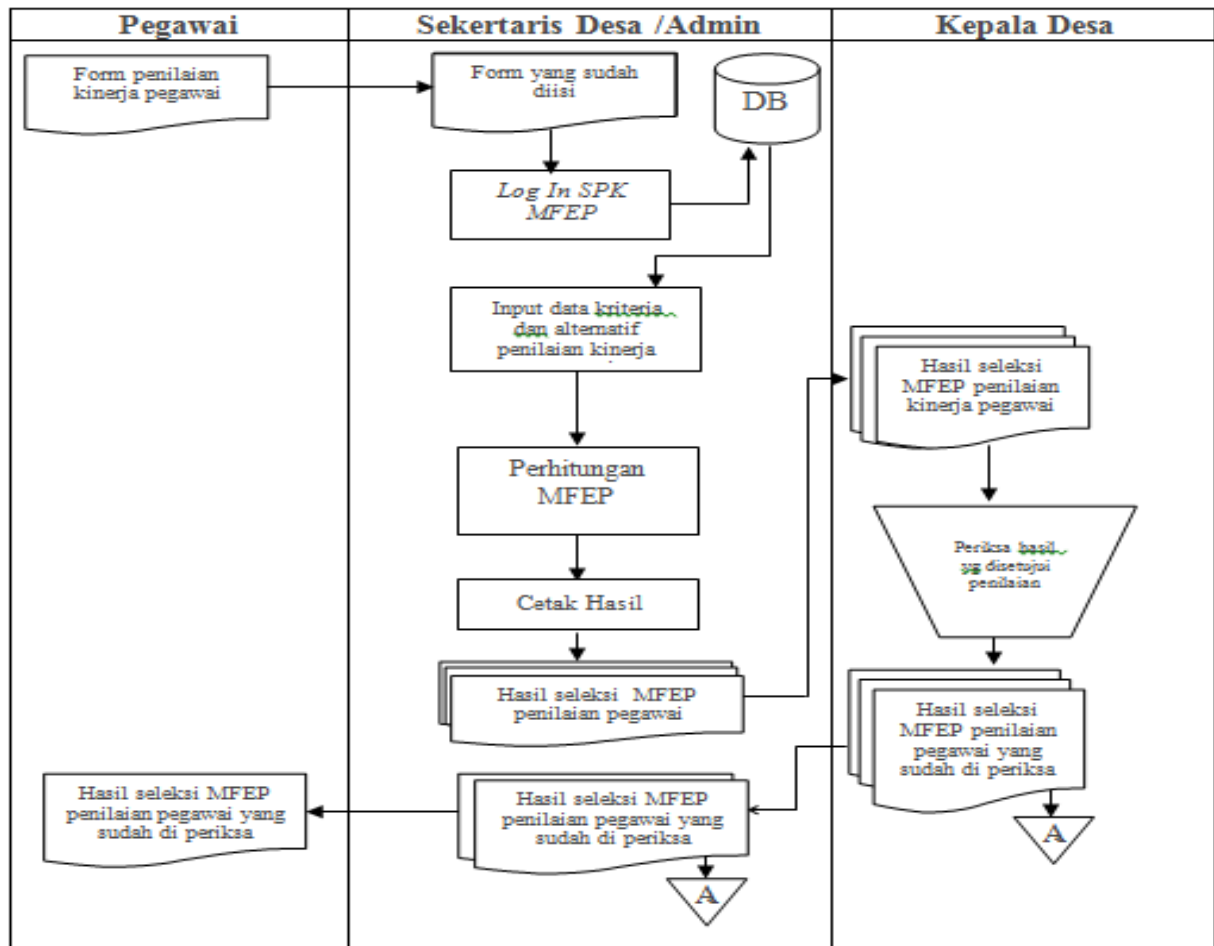 Pegawai
Sekertaris Desa /Admin
Kepala Desa
Form penilaian
kinerja pegawai
Form yang sudah
diisi
DB
Log In SPK
MFEP
Input data kriteria
dan alternatif
penilaian kinerja
Hasil seleksi
MFEP penilaian
kinerja pegawai
Perhitungan
MFEP
Periksa hasil
yg disetujui
penilaian
Cetak Hasil
Hasil seleksi MFEP
penilaian pegawai
Hasil seleksi
MFEP penilaian
pegawai yang
sudah di periksa
A
Hasil seleksi MFEP
penilaian pegawai yang
sudah di periksa
A
Hasil seleksi MFEP
penilaian pegawai yang
sudah di periksa